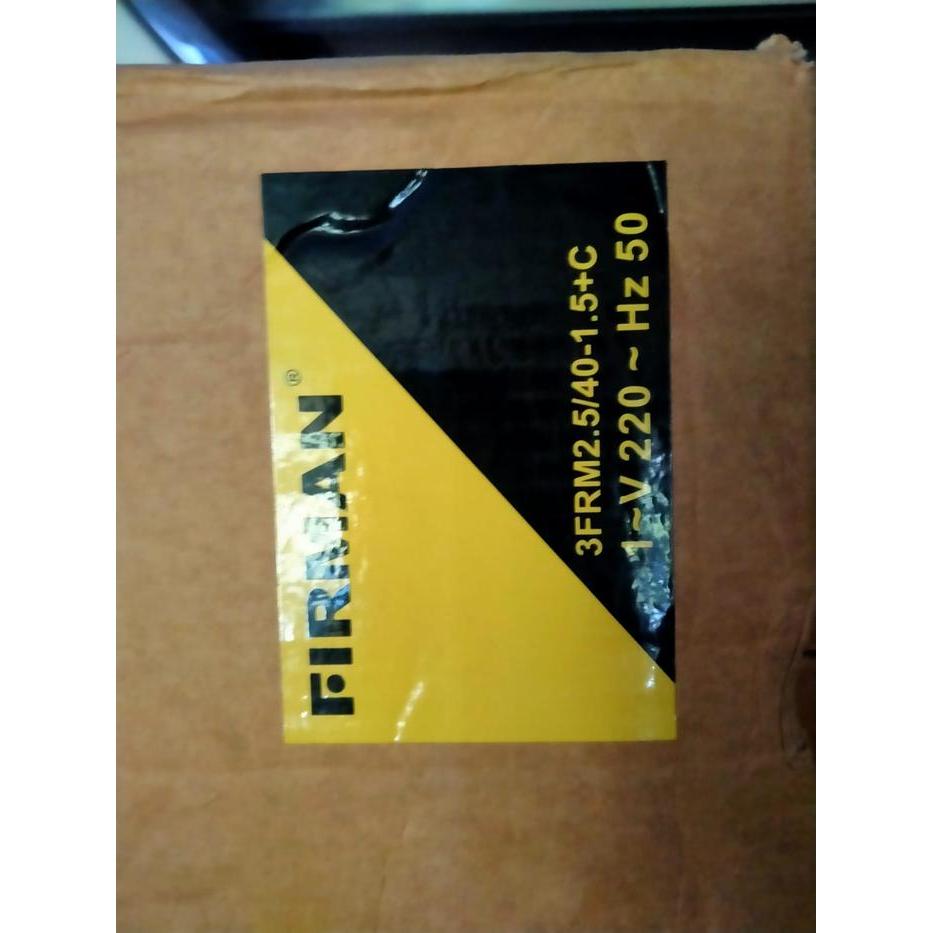 FIRMAN®
3FRM2.5/40-1.5+C
1~V 220 ~ Hz 50